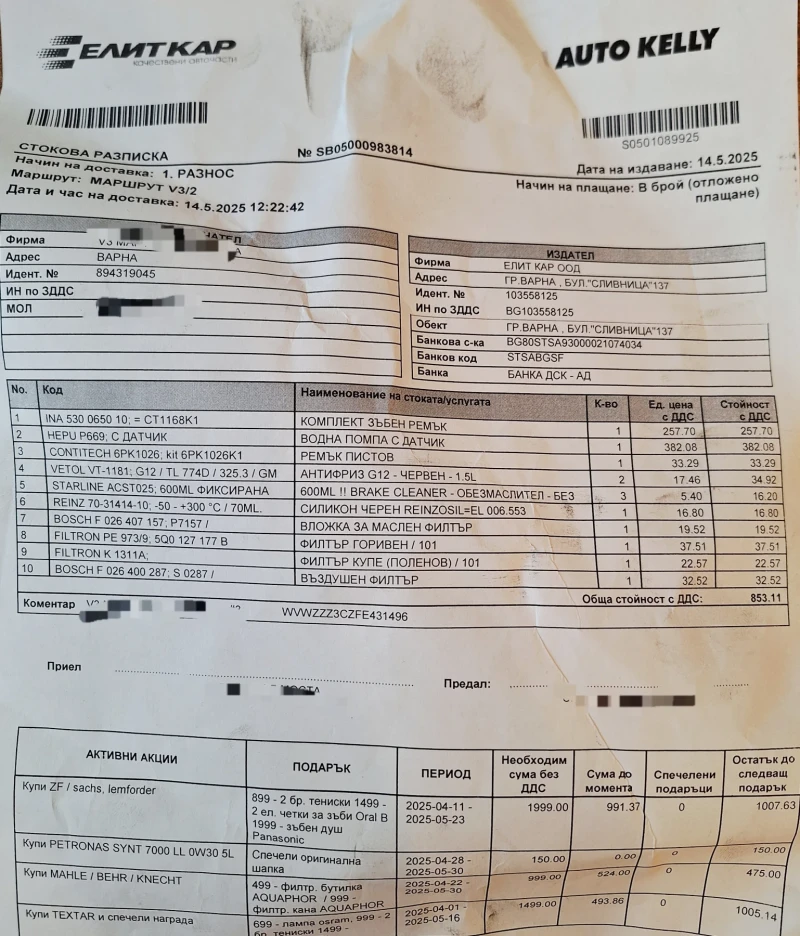 ЕЛИТ КАР
качествени авточасти
AUTO KELLY
S0501089925
СТОКОВА РАЗПИСКА
№ SB05000983814
Начин на доставка: 1. РАЗНОС
Маршрут: МАРШРУТ V3/2
Дата и час на доставка: 14.5.2025 12:22:42
Дата на издаване: 14.5.2025
Начин на плащане: В брой (отложено
плащане)
Фирма
Адрес ВАРНА
Идент. № 894319045
ИН по ЗДДС
МОЛ
ИЗДАТЕЛ
Фирма ЕЛИТ КАР ООД
Адрес ГР.ВАРНА , БУЛ."СЛИВНИЦА"137
Идент. № 103558125
ИН по ЗДДС BG103558125
Обект ГР.ВАРНА , БУЛ."СЛИВНИЦА"137
Банкова с-ка BG80STSA93000021074034
Банков код STSABGSF
Банка БАНКА ДСК - АД
No. Код Наименование на стоката/услугата К-во Ед. цена с ДДС Стойност с ДДС
1 INA 530 0650 10; = CT1168K1 КОМПЛЕКТ ЗЪБЕН РЕМЪК 1 257.70 257.70
2 HEPU P669; С ДАТЧИК ВОДНА ПОМПА С ДАТЧИК 1 382.08 382.08
3 CONTITECH 6PK1026; kit 6PK1026K1 РЕМЪК ПИСТОВ 1 33.29 33.29
4 VETOL VT-1181; G12 / TL 774D / 325.3 / GM АНТИФРИЗ G12 - ЧЕРВЕН - 1.5L 2 17.46 34.92
5 STARLINE ACST025; 600ML ФИКСИРАНА 600ML !! BRAKE CLEANER - ОБЕЗМАСЛИТЕЛ - БЕЗ 3 5.40 16.20
6 REINZ 70-31414-10; -50 - +300 °C / 70ML. СИЛИКОН ЧЕРЕН REINZOSIL=EL 006.553 1 16.80 16.80
7 BOSCH F 026 407 157; P7157 / ВЛОЖКА ЗА МАСЛЕН ФИЛТЪР 1 19.52 19.52
8 FILTRON PE 973/9; 5Q0 127 177 B ФИЛТЪР ГОРИВЕН / 101 1 37.51 37.51
9 FILTRON K 1311A; ФИЛТЪР КУПЕ (ПОЛЕНОВ) / 101 1 22.57 22.57
10 BOSCH F 026 400 287; S 0287 / ВЪЗДУШЕН ФИЛТЪР 1 32.52 32.52
Обща стойност с ДДС: 853.11
Коментар WVWZZZ3CZFE431496
Приел
Предал:
АКТИВНИ АКЦИИ ПОДАРЪК ПЕРИОД Необходим сума без ДДС Сума до момента Спечелени подаръци Остатък до следващ подарък
Купи ZF / sachs, lemforder 899 - 2 бр. тениски 1499 - 2 ел. четки за зъби Oral B 1999 - зъбен душ Panasonic 2025-04-11 - 2025-05-23 1999.00 991.37 0 1007.63
Купи PETRONAS SYNT 7000 LL 0W30 5L Спечели оригинална шапка 2025-04-28 - 2025-05-30 150.00 0.00 0 150.00
Купи MAHLE / BEHR / KNECHT 499 - филтр. бутилка AQUAPHOR / 999 - филтр. кана AQUAPHOR 2025-04-22 - 2025-05-30 999.00 524.00 0 475.00
Купи TEXTAR и спечели награда 699 - лампа osram, 999 - 2 бр. тениски 1499 - 2025-04-01 - 2025-05-16 1499.00 493.86 0 1005.14